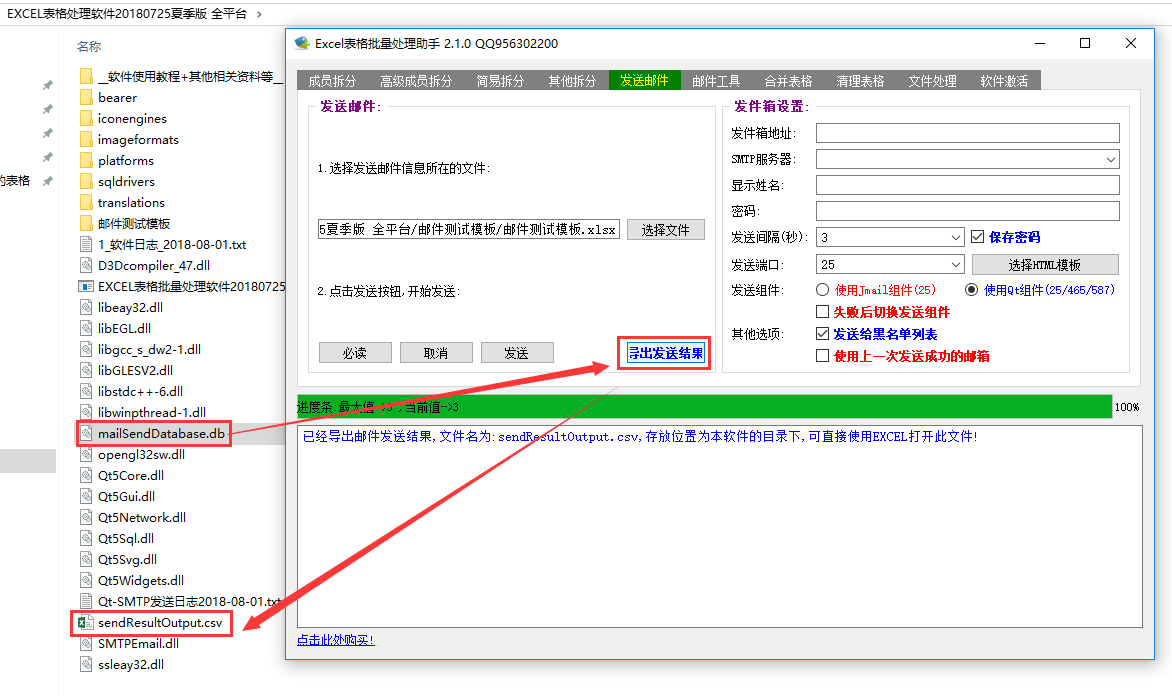 EXCEL表格处理软件20180725夏季版 全平台 ›
的表格
名称
__软件使用教程+其他相关资料等__
bearer
iconengines
imageformats
platforms
sqldrivers
translations
邮件测试模板
1_软件日志_2018-08-01.txt
D3Dcompiler_47.dll
EXCEL表格批量处理软件20180725
libeay32.dll
libEGL.dll
libgcc_s_dw2-1.dll
libGLESV2.dll
libstdc++-6.dll
libwinpthread-1.dll
mailSendDatabase.db
opengl32sw.dll
Qt5Core.dll
Qt5Gui.dll
Qt5Network.dll
Qt5Sql.dll
Qt5Svg.dll
Qt5Widgets.dll
Qt-SMTP发送日志2018-08-01.txt
sendResultOutput.csv
SMTPEmail.dll
ssleay32.dll
Excel表格批量处理助手 2.1.0 QQ956302200
成员拆分 高级成员拆分 简易拆分 其他拆分 发送邮件 邮件工具 合并表格 清理表格 文件处理 软件激活
发送邮件:
1.选择发送邮件信息所在的文件:
5夏季版 全平台/邮件测试模板/邮件测试模板.xlsx 选择文件
2.点击发送按钮,开始发送:
必读 取消 发送 导出发送结果
发件箱设置:
发件箱地址:
SMTP服务器:
显示姓名:
密码:
发送间隔(秒): 3 保存密码
发送端口: 25 选择HTML模板
发送组件: 使用Jmail组件(25) 使用Qt组件(25/465/587)
失败后切换发送组件
其他选项: 发送给黑名单列表
使用上一次发送成功的邮箱
进度条:最大值->3 ,当前值->3 100%
已经导出邮件发送结果,文件名为:sendResultOutput.csv,存放位置为本软件的目录下,可直接使用EXCEL打开此文件!
点击此处购买!